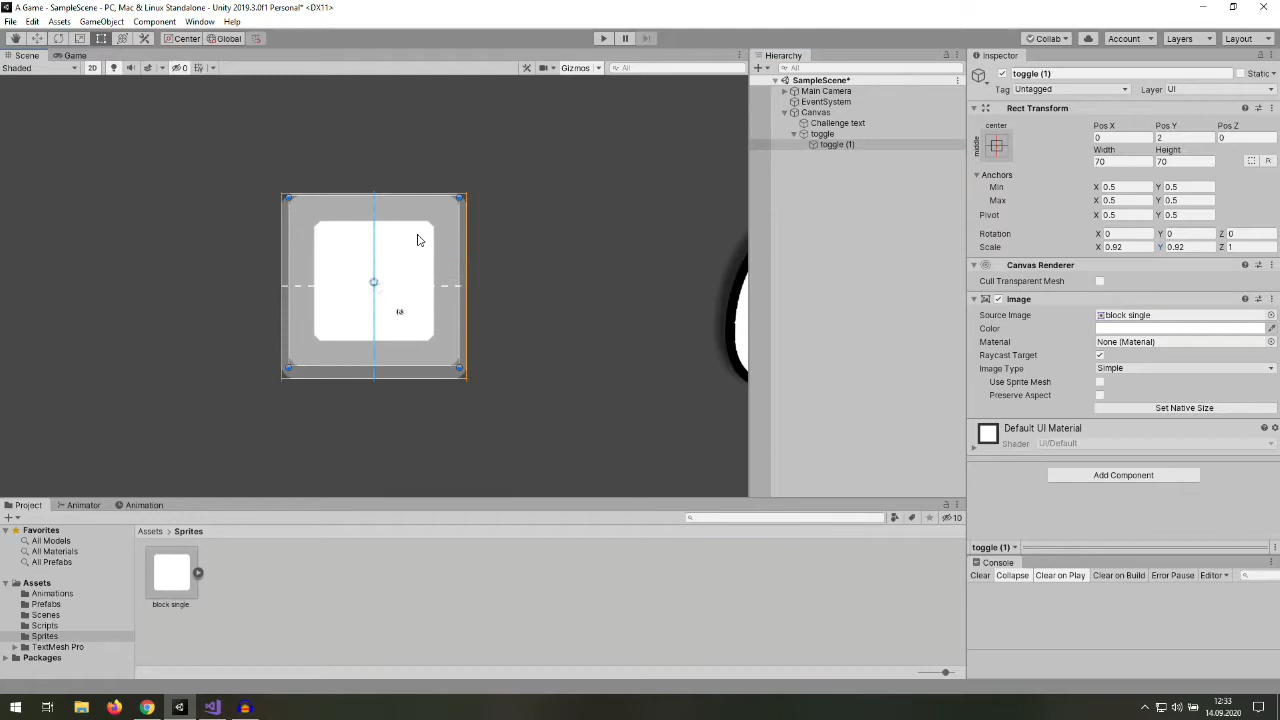 A Game - SampleScene - PC, Mac & Linux Standalone - Unity 2019.3.0f1 Personal* <DX11>
File Edit Assets GameObject Component Window Help
Center Global Collab Account Layers Layout
Scene Game
Shaded 2D 0 Gizmos All
Hierarchy
All
SampleScene*
Main Camera
EventSystem
Canvas
Challenge text
toggle
toggle (1)
Inspector
toggle (1) Static
Tag Untagged Layer UI
Rect Transform
center
middle
Pos X Pos Y Pos Z
0 2 0
Width Height
70 70 R
Anchors
Min X 0.5 Y 0.5
Max X 0.5 Y 0.5
Pivot X 0.5 Y 0.5
Rotation X 0 Y 0 Z 0
Scale X 0.92 Y 0.92 Z 1
Canvas Renderer
Cull Transparent Mesh
Image
Source Image block single
Color
Material None (Material)
Raycast Target
Image Type Simple
Use Sprite Mesh
Preserve Aspect
Set Native Size
Default UI Material
Shader UI/Default
Add Component
toggle (1)
Project Animator Animation
10
Favorites
All Models
All Materials
All Prefabs
Assets
Animations
Prefabs
Scenes
Scripts
Sprites
TextMesh Pro
Packages
Assets > Sprites
block single
Console
Clear Collapse Clear on Play Clear on Build Error Pause Editor
12:33
14.09.2020